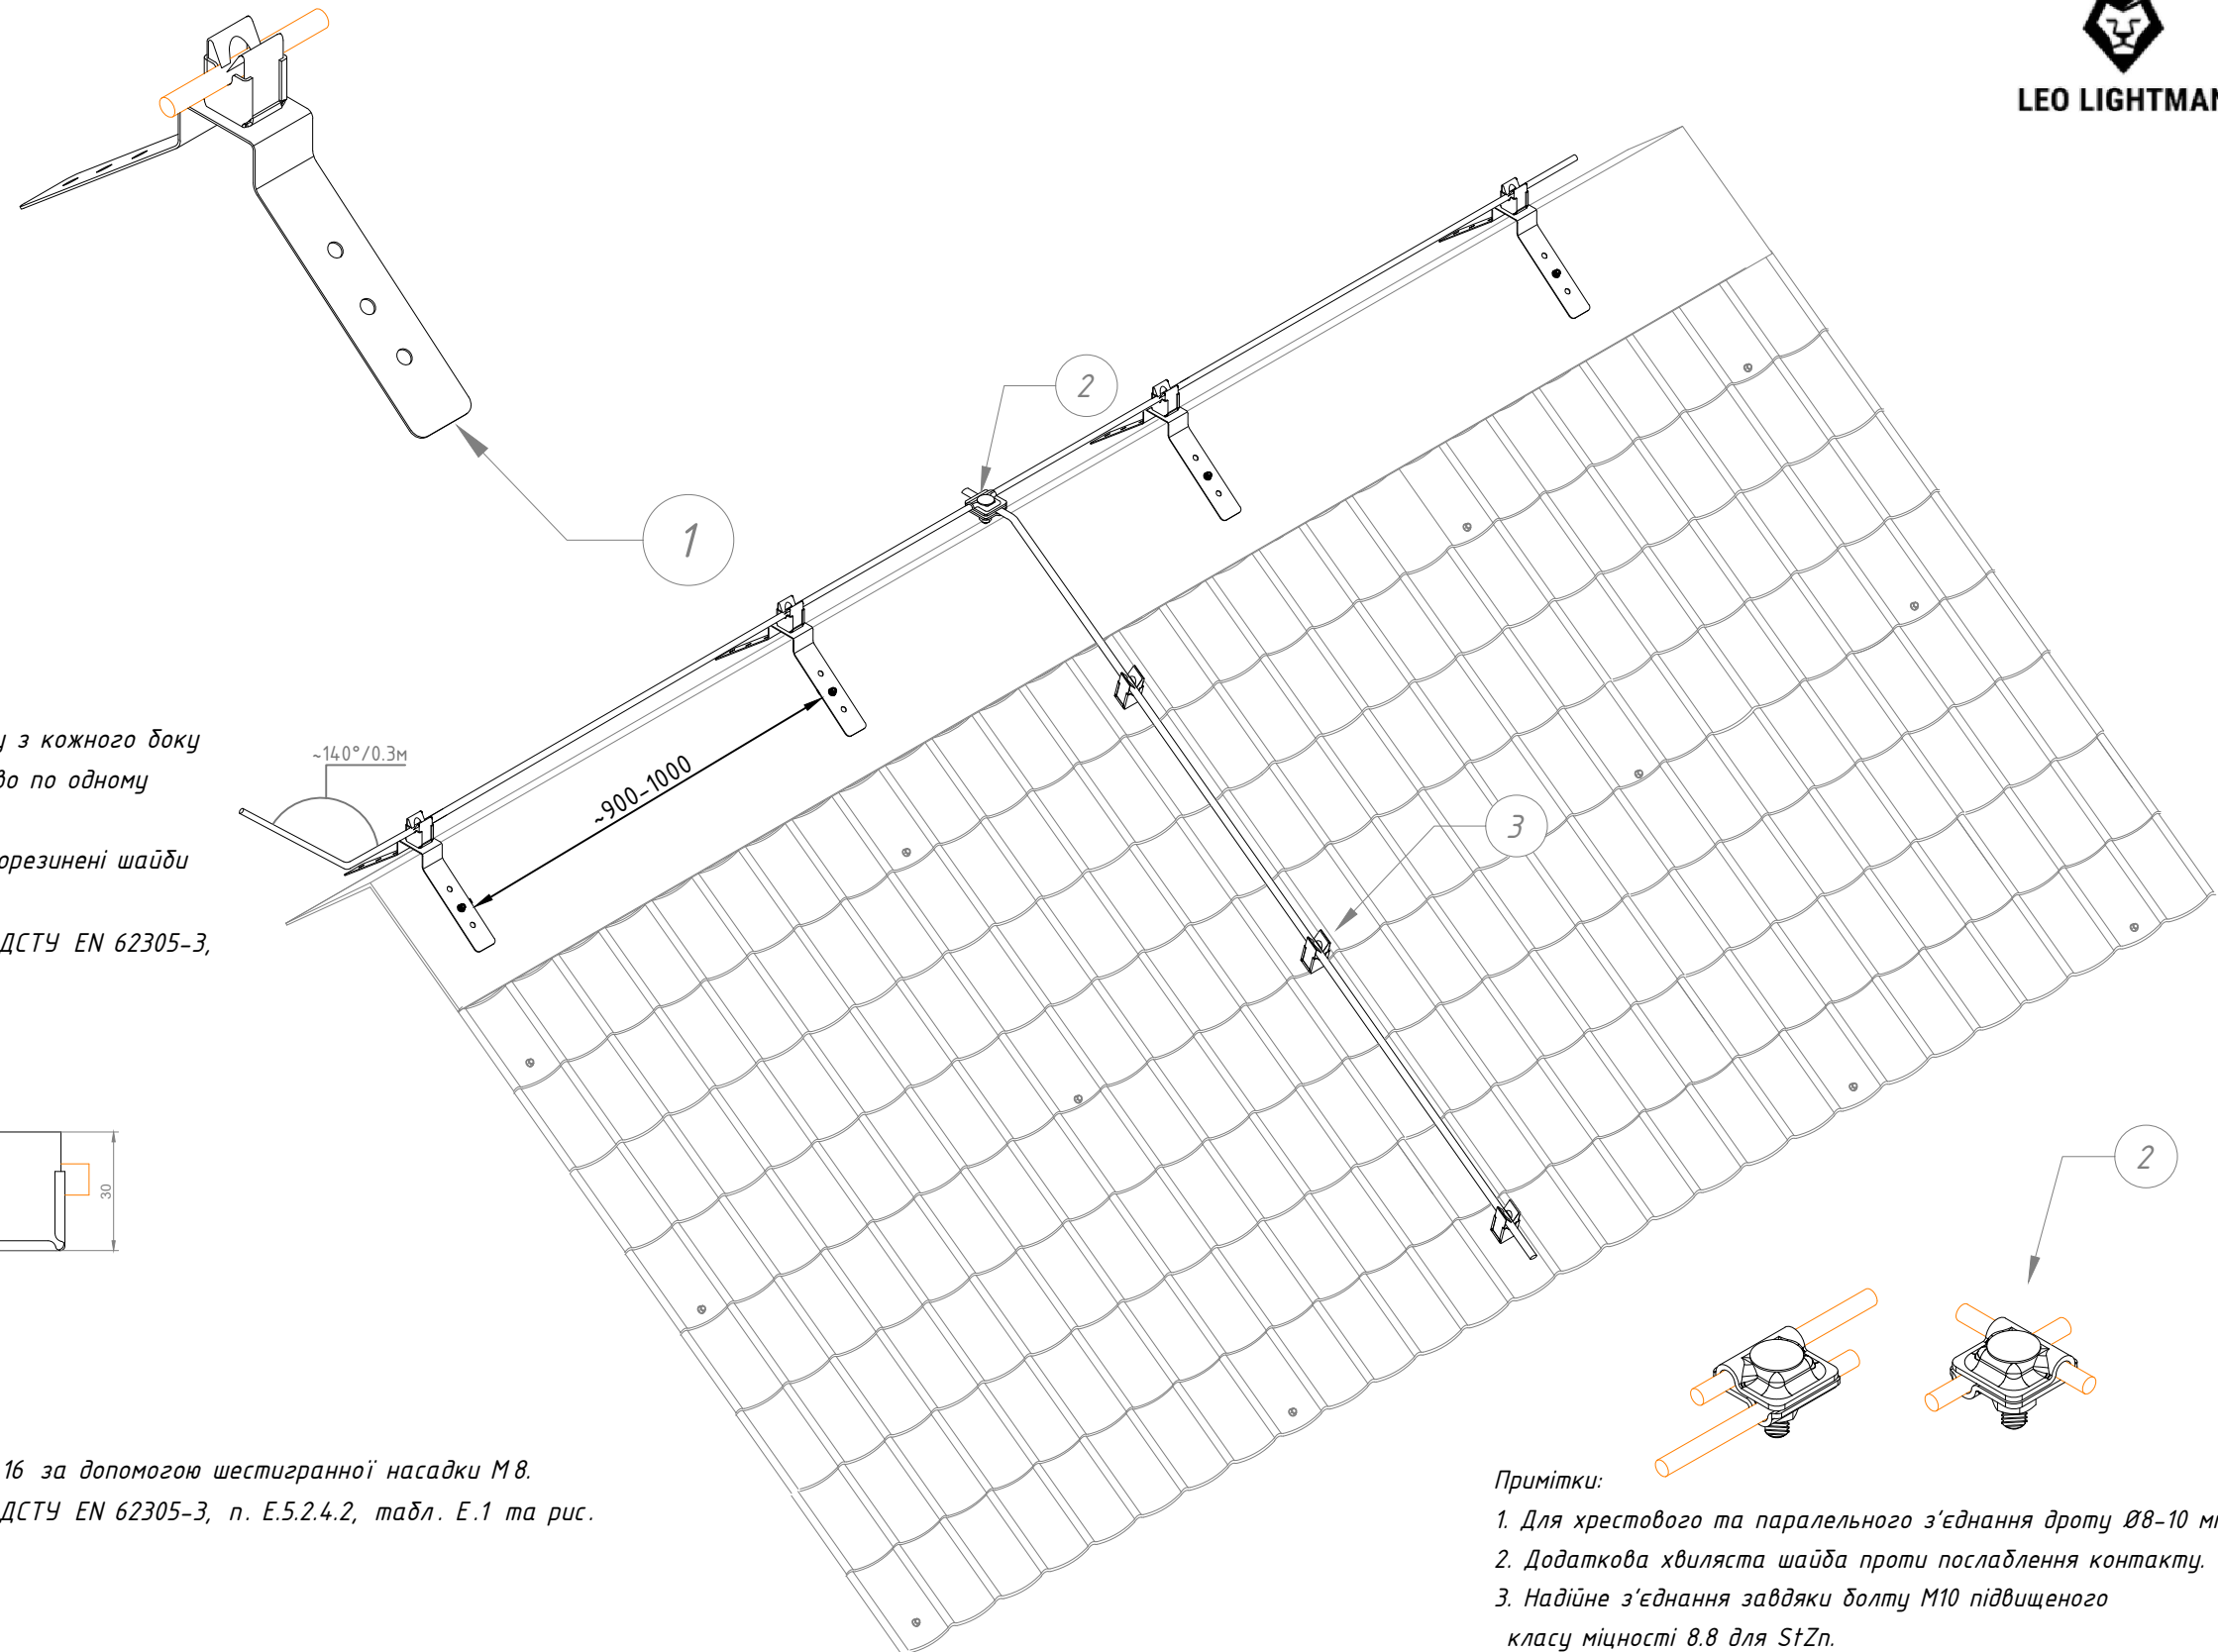 LEO LIGHTMAN
2
1
у з кожного боку
во по одному
~140°/0.3м
~900-1000
орезинені шайби
3
ДСТУ EN 62305-3,
30
2
16 за допомогою шестигранної насадки М8.
ДСТУ EN 62305-3, п. Е.5.2.4.2, табл. Е.1 та рис.
Примітки:
1. Для хрестового та паралельного з'єднання дроту Ø8-10 м
2. Додаткова хвиляста шайба проти послаблення контакту.
3. Надійне з'єднання завдяки болту М10 підвищеного
класу міцності 8.8 для StZn.